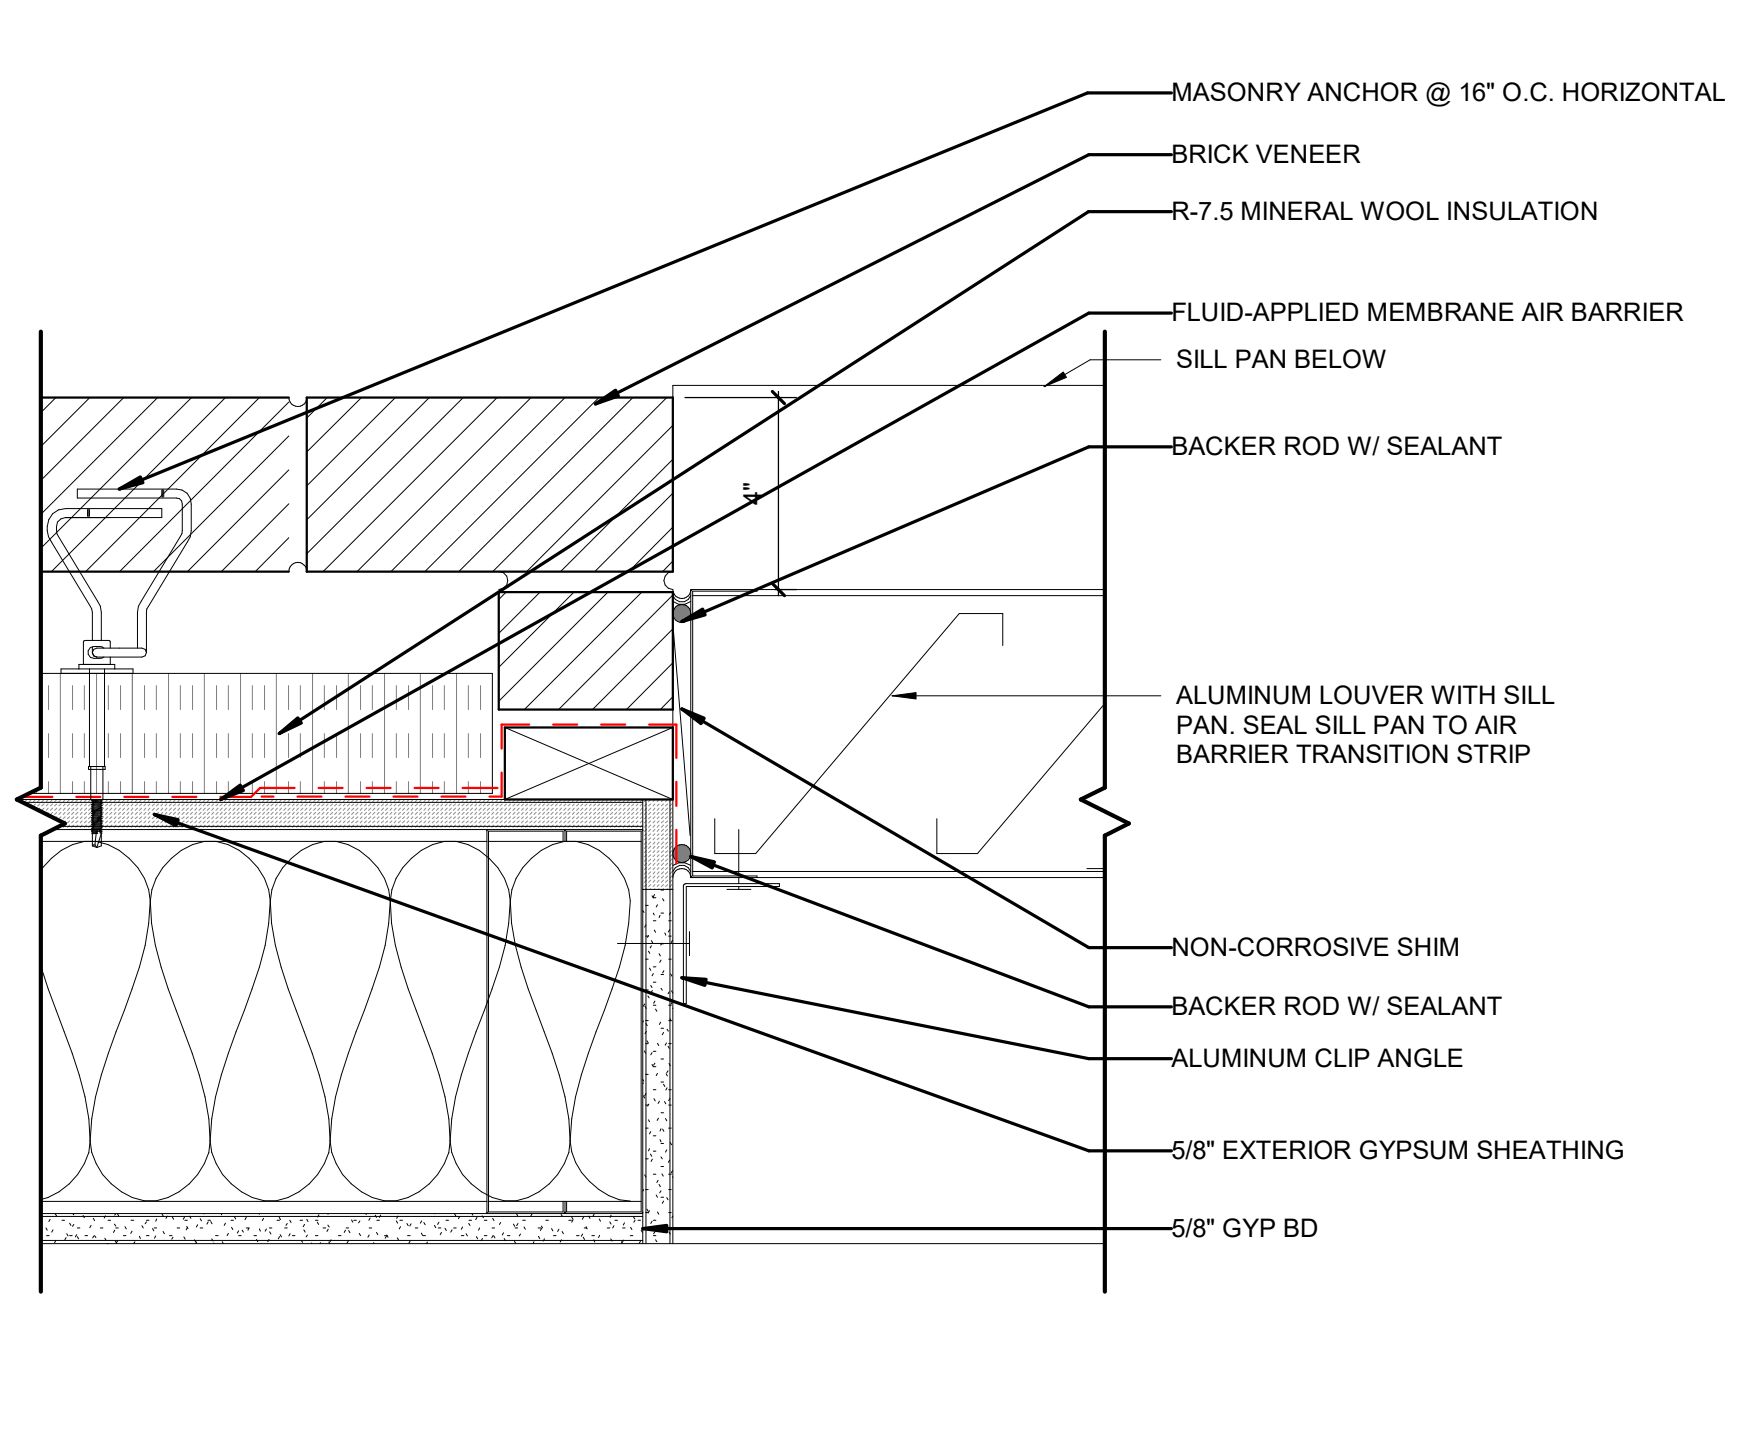 MASONRY ANCHOR @ 16" O.C. HORIZONTAL
BRICK VENEER
R-7.5 MINERAL WOOL INSULATION
FLUID-APPLIED MEMBRANE AIR BARRIER
SILL PAN BELOW
BACKER ROD W/ SEALANT
4"
ALUMINUM LOUVER WITH SILL
PAN. SEAL SILL PAN TO AIR
BARRIER TRANSITION STRIP
NON-CORROSIVE SHIM
BACKER ROD W/ SEALANT
ALUMINUM CLIP ANGLE
5/8" EXTERIOR GYPSUM SHEATHING
5/8" GYP BD